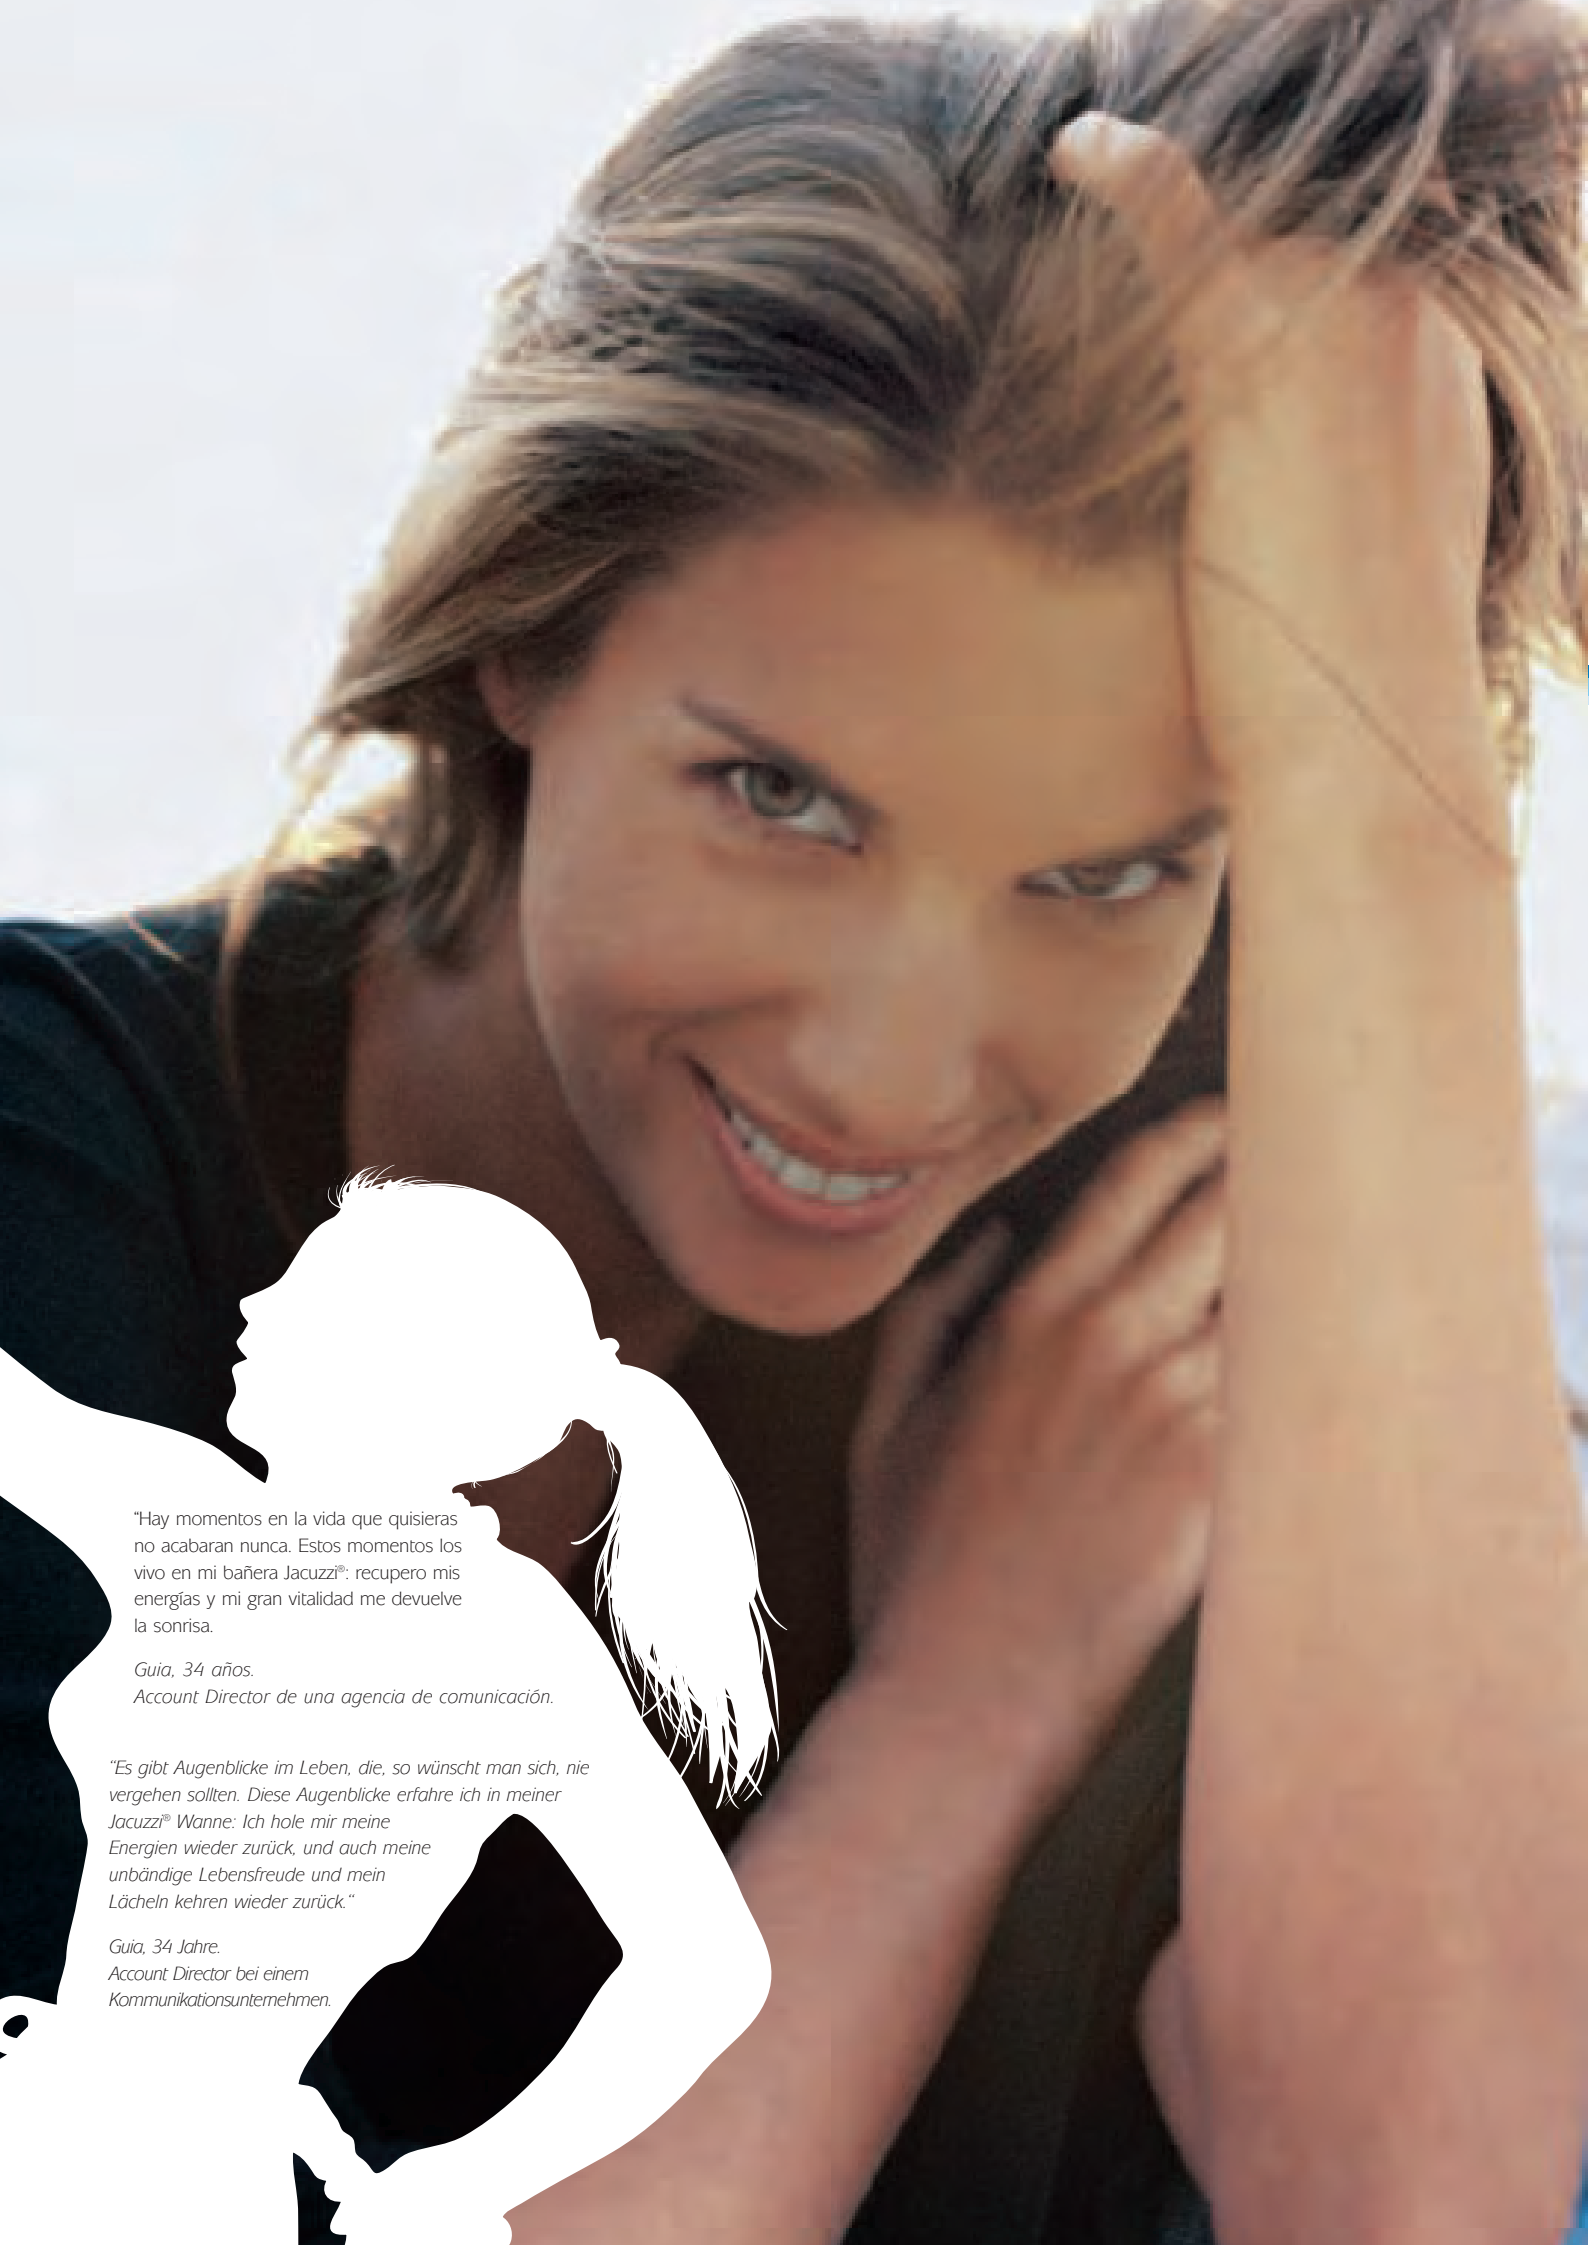 “Hay momentos en la vida que quisieras
no acabaran nunca. Estos momentos los
vivo en mi bañera Jacuzzi®: recupero mis
energías y mi gran vitalidad me devuelve
la sonrisa.
Guia, 34 años.
Account Director de una agencia de comunicación.
“Es gibt Augenblicke im Leben, die, so wünscht man sich, nie
vergehen sollten. Diese Augenblicke erfahre ich in meiner
Jacuzzi® Wanne: Ich hole mir meine
Energien wieder zurück, und auch meine
unbändige Lebensfreude und mein
Lächeln kehren wieder zurück.“
Guia, 34 Jahre.
Account Director bei einem
Kommunikationsunternehmen.